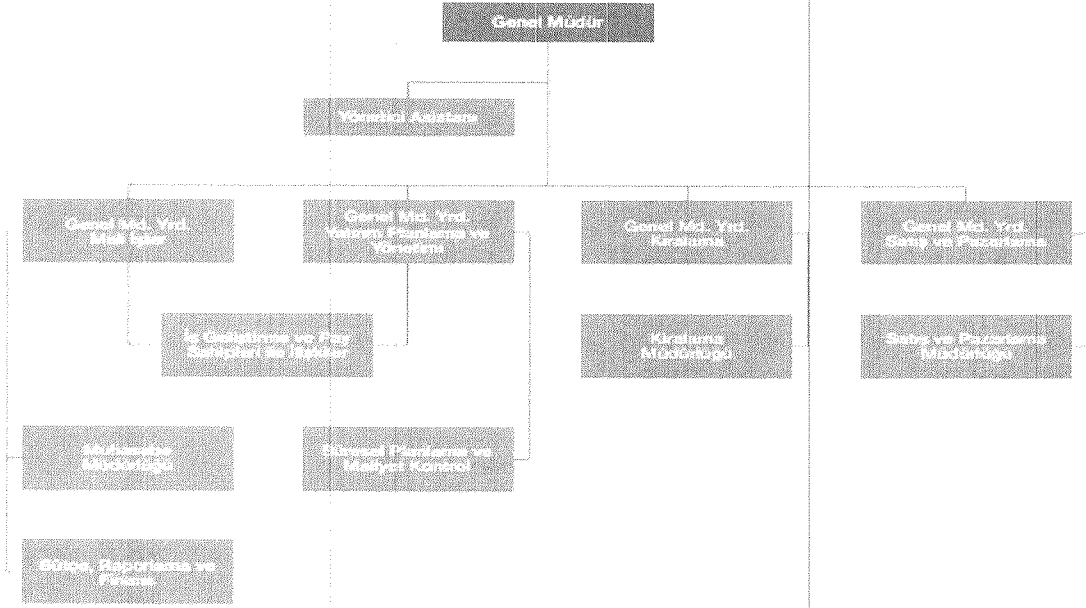 Genel Müdür
Yönetici Asistanı
Genel Md. Yrd.
Mali İşler
Genel Md. Yrd.
Yatırım Planlama ve
Yönetimi
Genel Md. Yrd.
Kiralama
Genel Md. Yrd.
Satış ve Pazarlama
İş Geliştirme ve Pay
Sahipleri ile İlişkiler
Kiralama
Müdürlüğü
Satış ve Pazarlama
Müdürlüğü
Muhasebe
Müdürlüğü
Planlama ve
Maliyet Kontrol
Bütçe, Raporlama ve
Finans